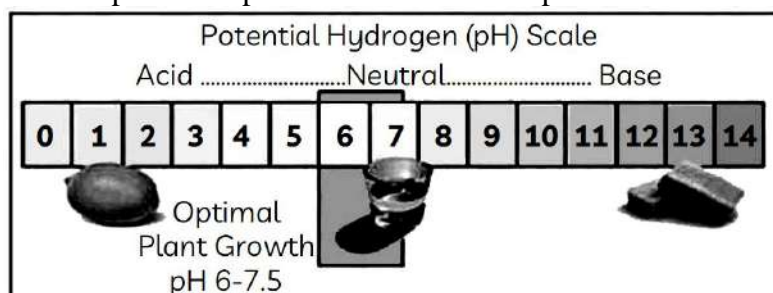 Potential Hydrogen (pH) Scale
Acid ............................Neutral............................ Base
0 1 2 3 4 5 6 7 8 9 10 11 12 13 14
Optimal
Plant Growth
pH 6-7.5